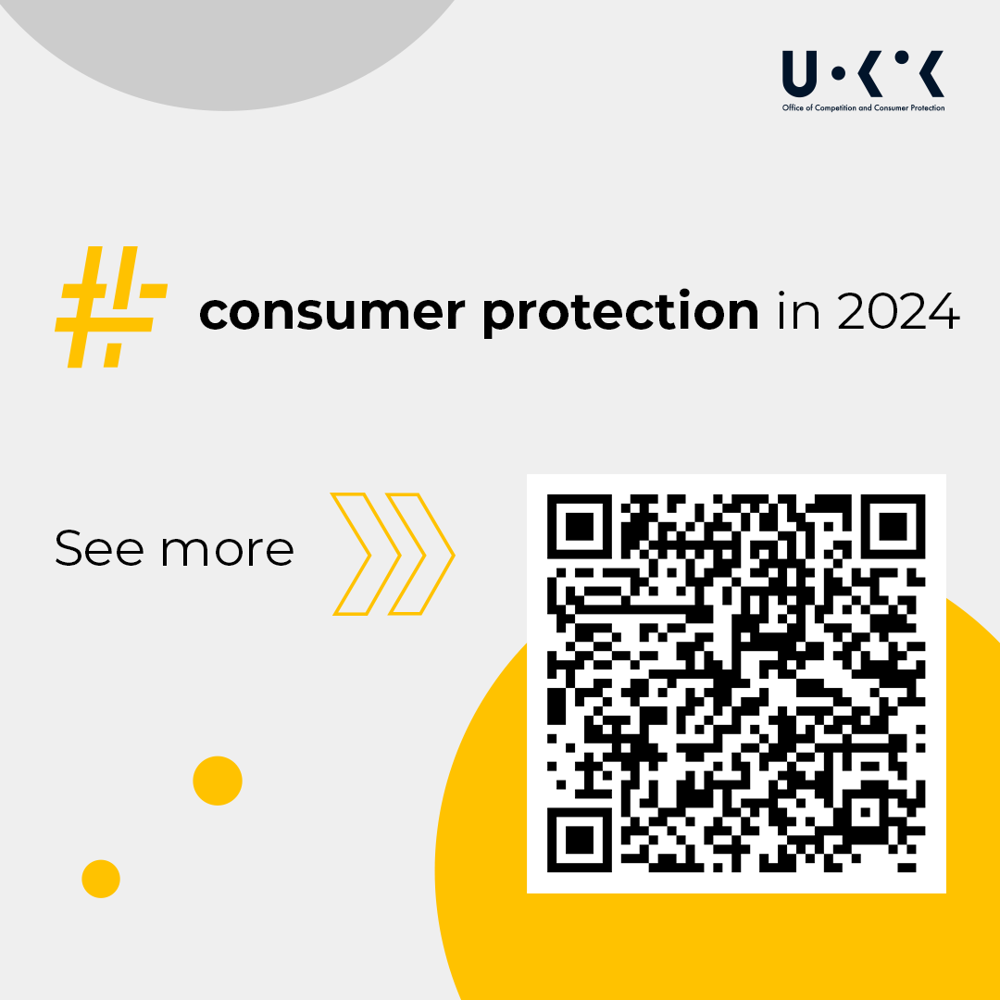 U·K·K
Office of Competition and Consumer Protection
# consumer protection in 2024
See more